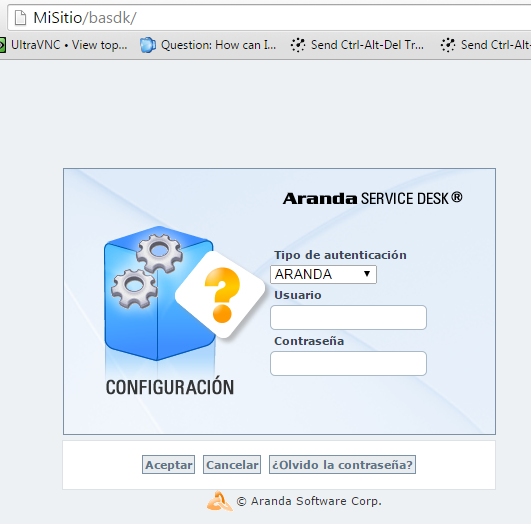 MiSitio/basdk/
UltraVNC • View top... Question: How can I... Send Ctrl-Alt-Del Tr... Send Ctrl-Alt-
Aranda SERVICE DESK®
Tipo de autenticación
ARANDA
Usuario
Contraseña
CONFIGURACIÓN
Aceptar Cancelar ¿Olvido la contraseña?
© Aranda Software Corp.